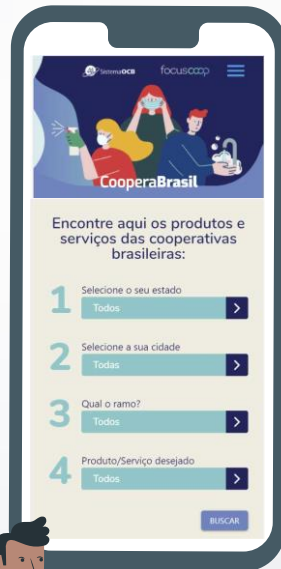 SistemaOCB focuscoop
CooperaBrasil
Encontre aqui os produtos e
serviços das cooperativas
brasileiras:
1 Selecione o seu estado
Todos
2 Selecione a sua cidade
Todas
3 Qual o ramo?
Todos
4 Produto/Serviço desejado
Todos
BUSCAR